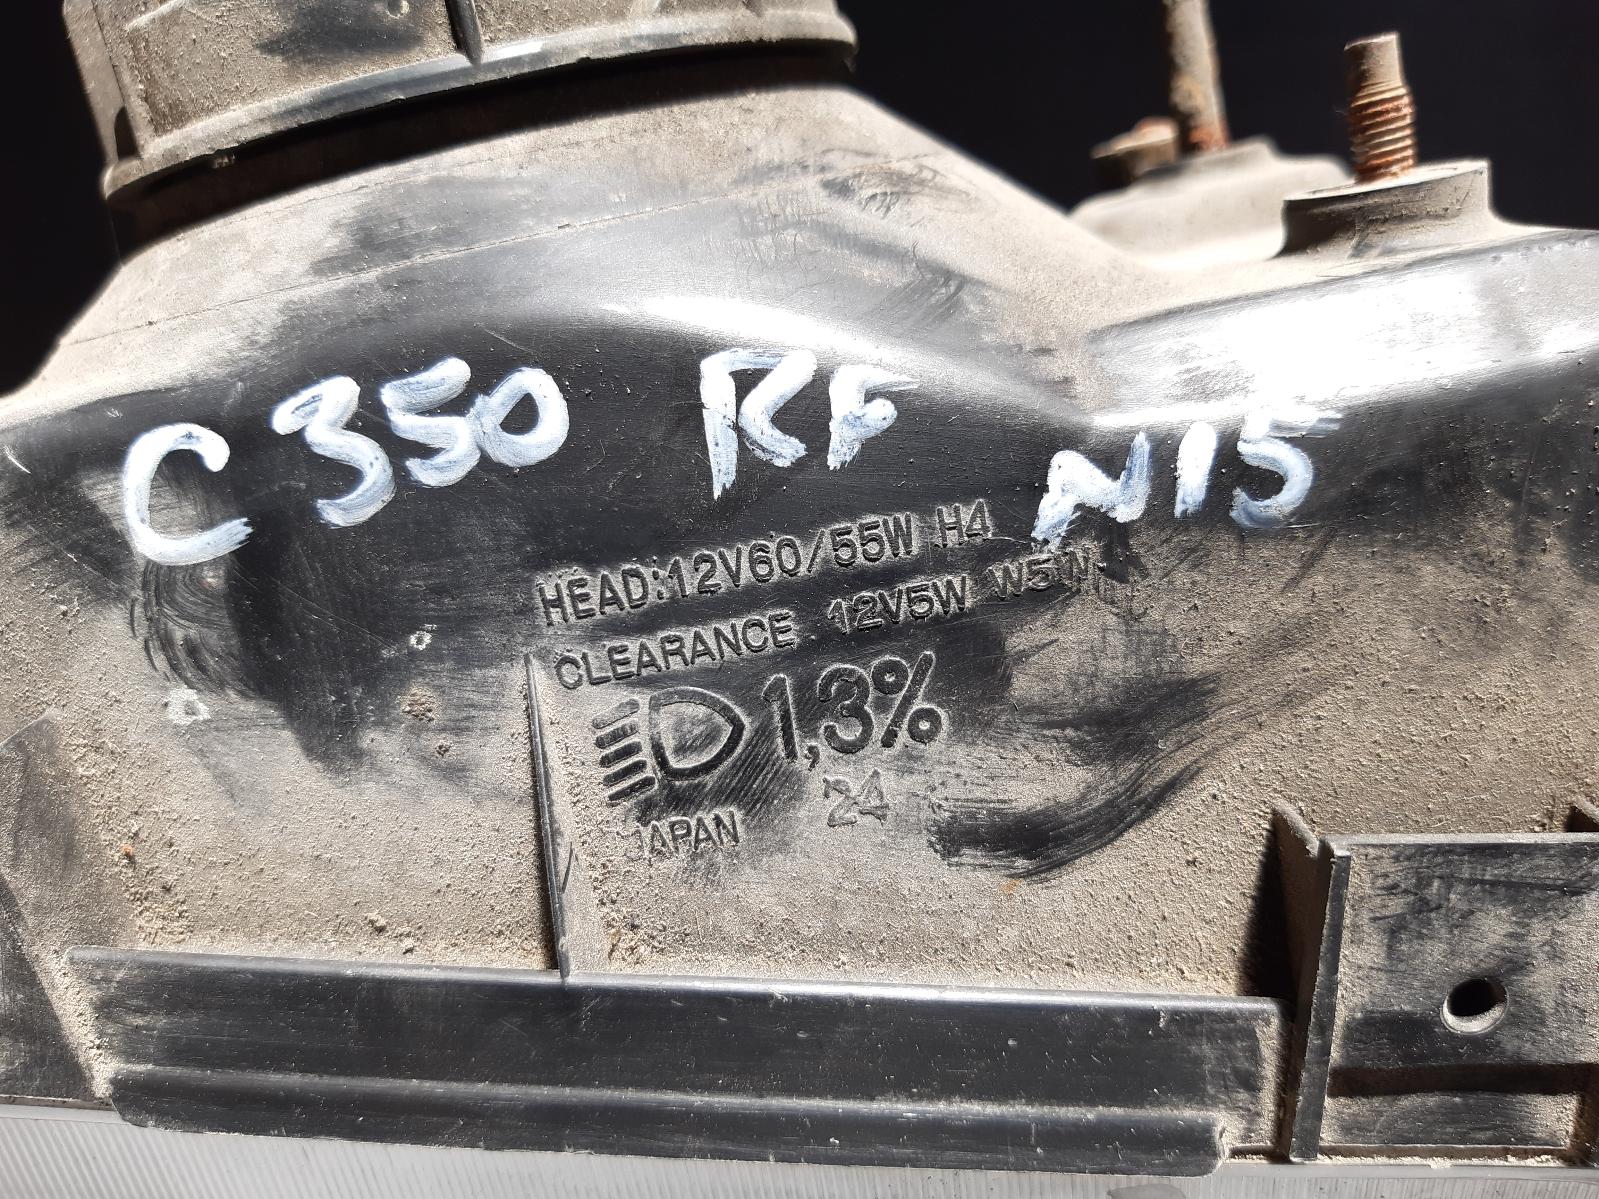 C350 RF N15
HEAD:12V60/55W H4
CLEARANCE 12V5W W5W
1,3%
JAPAN 24